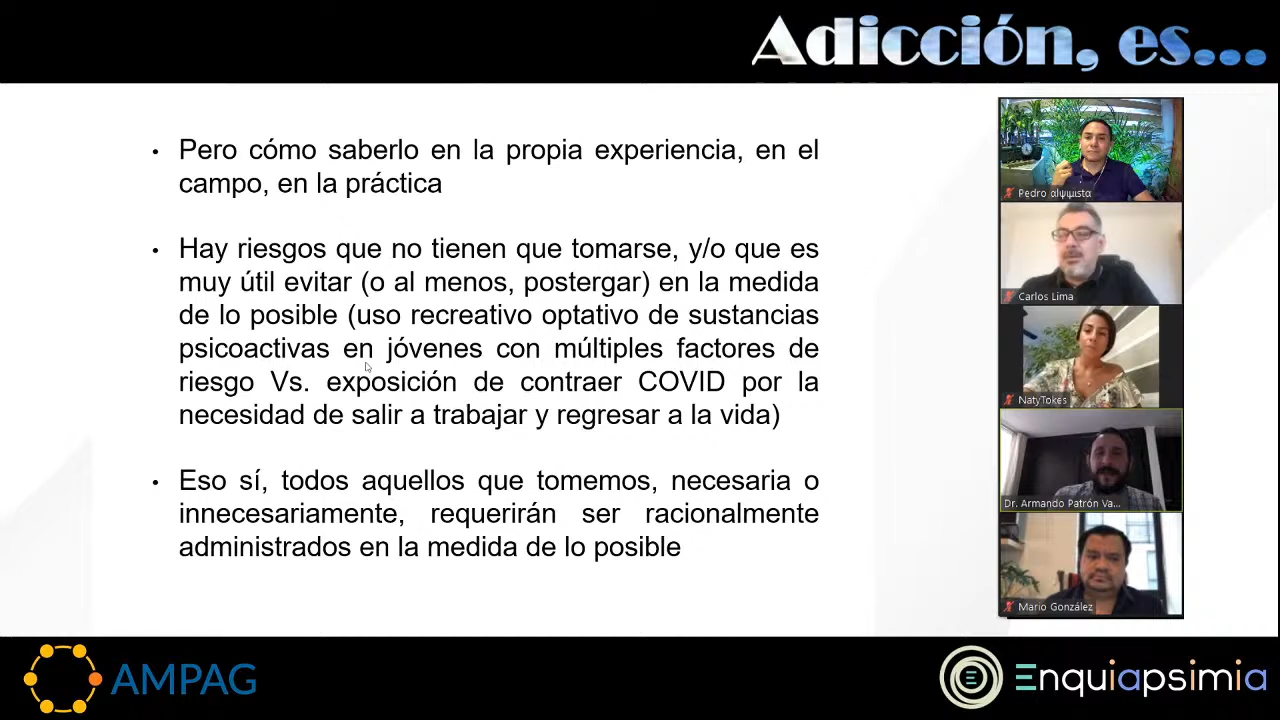 Adicción, es...
• Pero cómo saberlo en la propia experiencia, en el
campo, en la práctica
• Hay riesgos que no tienen que tomarse, y/o que es
muy útil evitar (o al menos, postergar) en la medida
de lo posible (uso recreativo optativo de sustancias
psicoactivas en jóvenes con múltiples factores de
riesgo Vs. exposición de contraer COVID por la
necesidad de salir a trabajar y regresar a la vida)
• Eso sí, todos aquellos que tomemos, necesaria o
innecesariamente, requerirán ser racionalmente
administrados en la medida de lo posible
Pedro αlψιμιstα
Carlos Lima
NatyTokes
Dr. Armando Patrón Va...
Mario González
AMPAG
Enquiapsimia